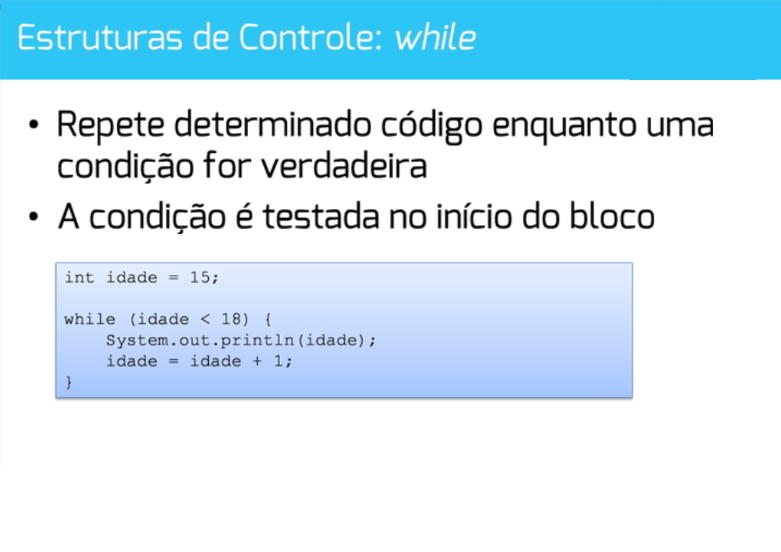 Estruturas de Controle: while
• Repete determinado código enquanto uma
condição for verdadeira
• A condição é testada no início do bloco
int idade = 15;
while (idade < 18) {
    System.out.println(idade);
    idade = idade + 1;
}